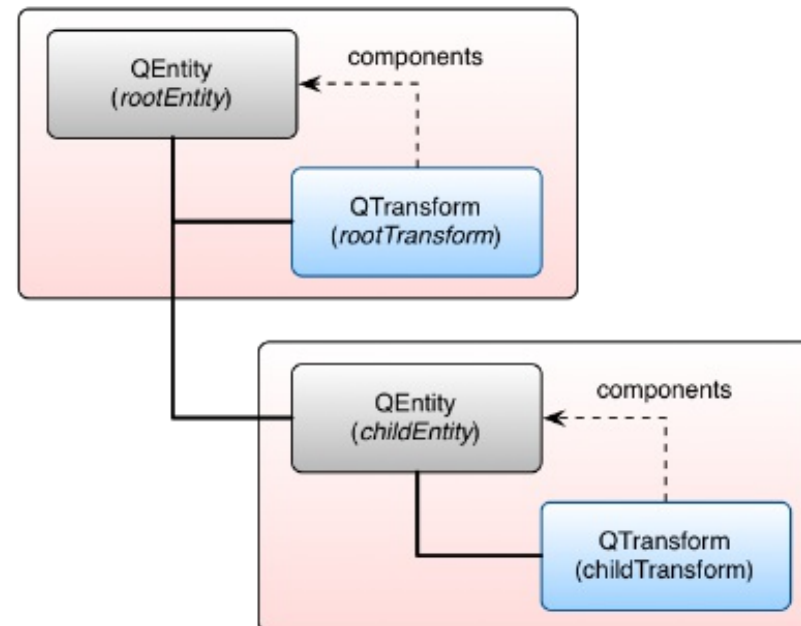 QEntity
(rootEntity)
components
QTransform
(rootTransform)
QEntity
(childEntity)
components
QTransform
(childTransform)